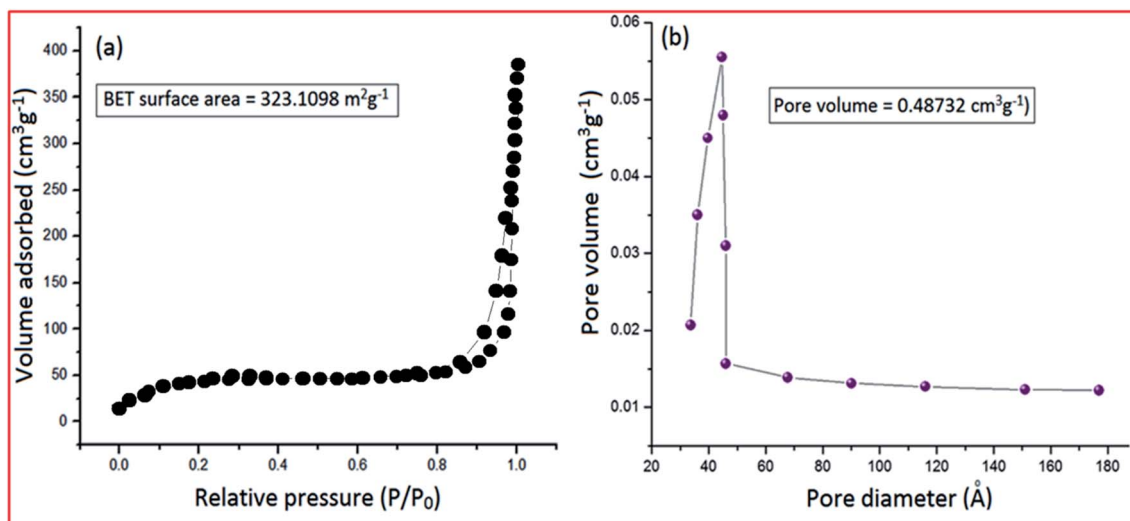 (a)
BET surface area = 323.1098 m²g⁻¹
Volume adsorbed (cm³g⁻¹)
400
350
300
250
200
150
100
50
0
0.0 0.2 0.4 0.6 0.8 1.0
Relative pressure (P/P₀)
(b)
Pore volume = 0.48732 cm³g⁻¹)
Pore volume (cm³g⁻¹)
0.06
0.05
0.04
0.03
0.02
0.01
20 40 60 80 100 120 140 160 180
Pore diameter (Å)